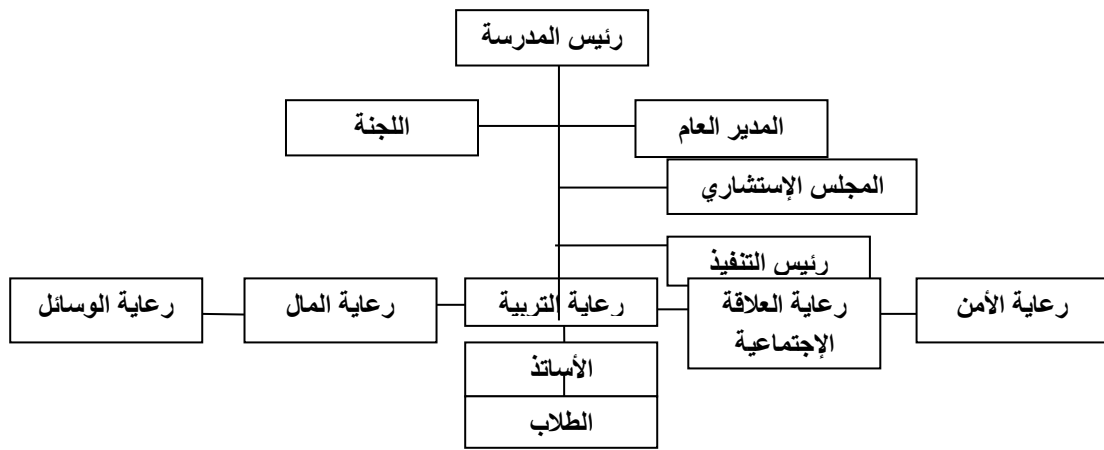 رئيس المدرسة
المدير العام
اللجنة
المجلس الإستشاري
رئيس التنفيذ
رعاية الأمن
رعاية العلاقة
الإجتماعية
رعاية التربية
رعاية المال
رعاية الوسائل
الأساتذ
الطلاب